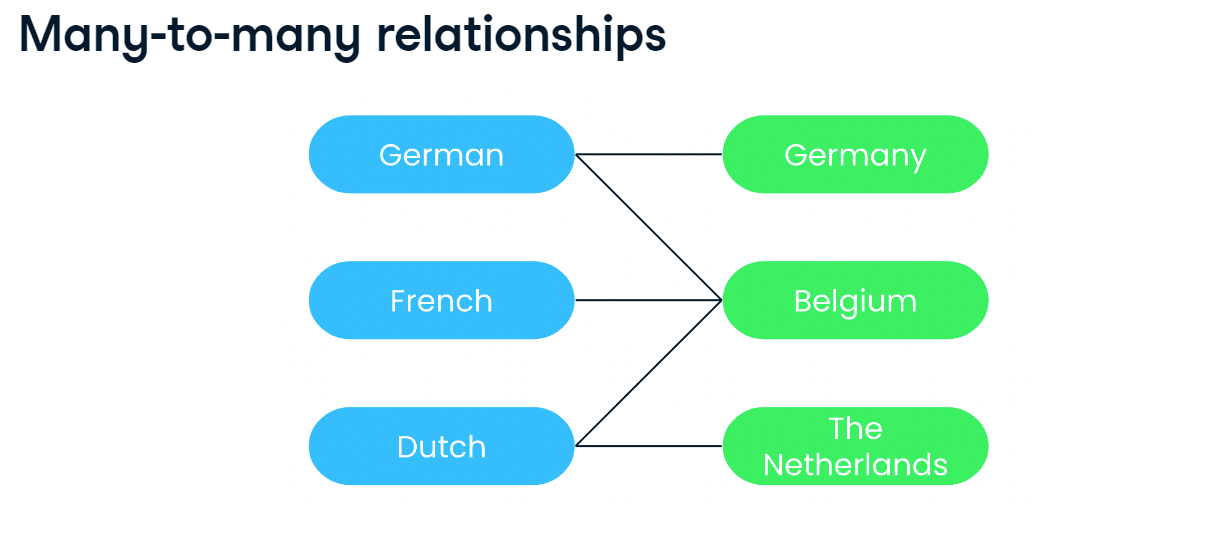 Many-to-many relationships
German
Germany
French
Belgium
Dutch
The
Netherlands